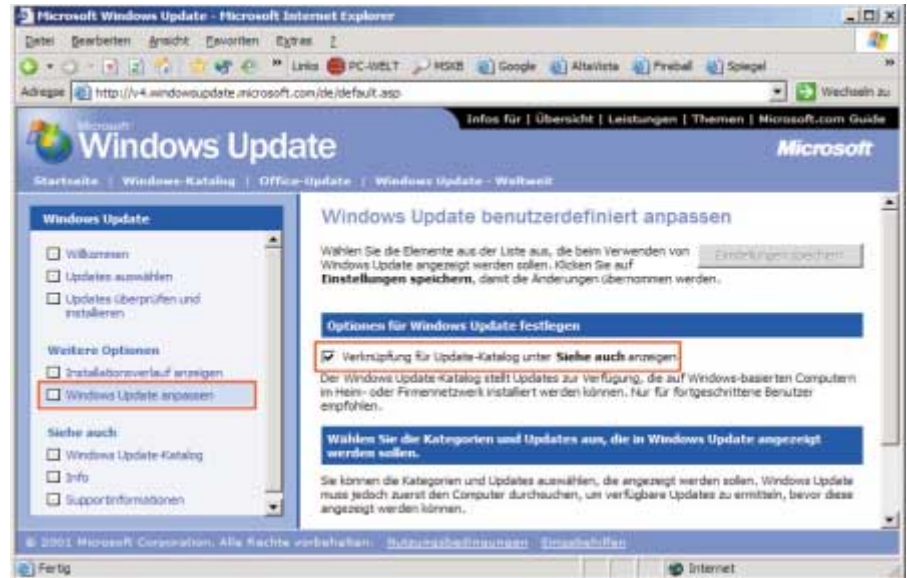 Microsoft Windows Update - Microsoft Internet Explorer
Datei Bearbeiten Ansicht Favoriten Extras ?
Links PC-WELT MSKB Google AltaVista Fireball Spiegel
Adresse http://v4.windowsupdate.microsoft.com/de/default.asp Wechseln zu
Infos für | Übersicht | Leistungen | Themen | Microsoft.com Guide
Microsoft
Windows Update
Microsoft
Startseite | Windows-Katalog | Office-Update | Windows Update - Weltweit
Windows Update
Willkommen
Updates auswählen
Updates überprüfen und
installieren
Weitere Optionen
Installationsverlauf anzeigen
Windows Update anpassen
Siehe auch
Windows Update-Katalog
Info
Supportinformationen
Windows Update benutzerdefiniert anpassen
Wählen Sie die Elemente aus der Liste aus, die beim Verwenden von
Windows Update angezeigt werden sollen. Klicken Sie auf
Einstellungen speichern, damit die Änderungen übernommen werden.
Einstellungen speichern
Optionen für Windows Update festlegen
Verknüpfung für Update-Katalog unter Siehe auch anzeigen
Der Windows Update-Katalog stellt Updates zur Verfügung, die auf Windows-basierten Computern
im Heim- oder Firmennetzwerk installiert werden können. Nur für fortgeschrittene Benutzer
empfohlen.
Wählen Sie die Kategorien und Updates aus, die in Windows Update angezeigt
werden sollen.
Sie können die Kategorien und Updates auswählen, die angezeigt werden sollen. Windows Update
muss jedoch zuerst den Computer durchsuchen, um verfügbare Updates zu ermitteln, bevor diese
angezeigt werden können.
© 2001 Microsoft Corporation. Alle Rechte vorbehalten. Nutzungsbedingungen Eingabehilfen
Fertig Internet